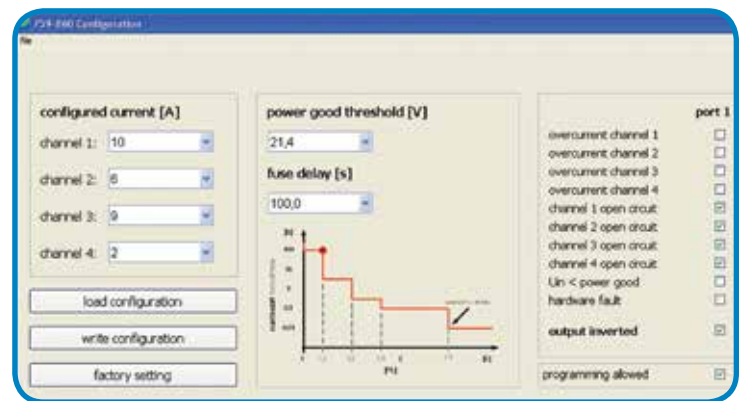 Configuration
file
configured current [A]
channel 1: 10
channel 2: 6
channel 3: 9
channel 4: 2
load configuration
write configuration
factory setting
power good threshold [V]
21,4
fuse delay [s]
100,0
port 1
overcurrent channel 1
overcurrent channel 2
overcurrent channel 3
overcurrent channel 4
channel 1 open circuit
channel 2 open circuit
channel 3 open circuit
channel 4 open circuit
Uin < power good
hardware fault
output inverted
programming allowed